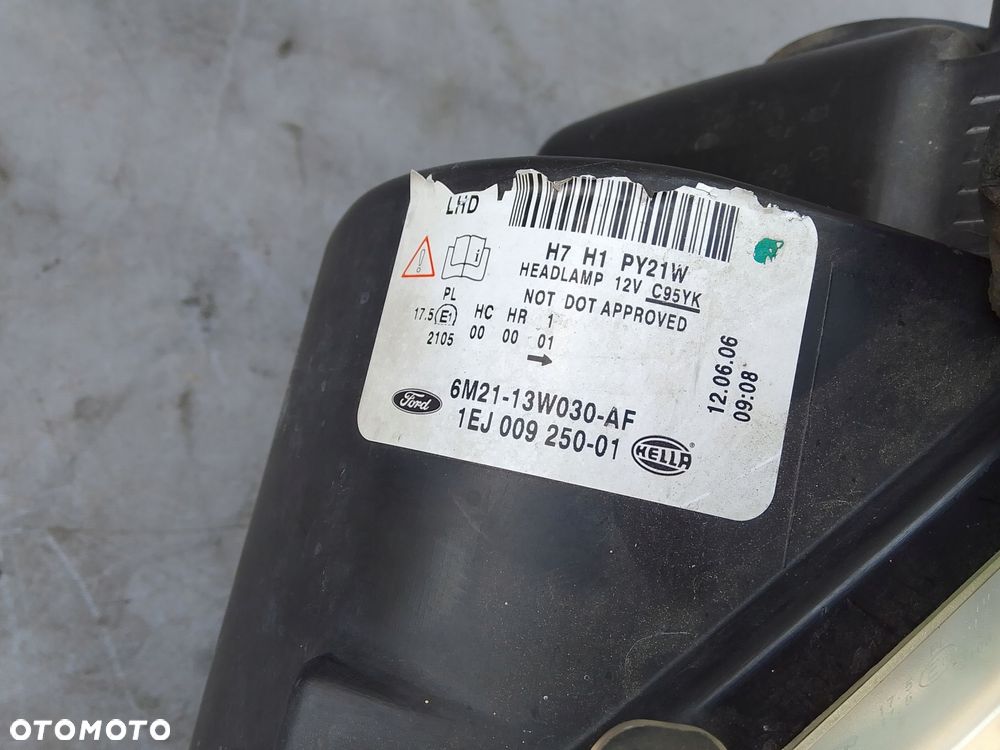 LHD
H7 H1 PY21W
HEADLAMP 12V C95YK
NOT DOT APPROVED
PL
17.5 E1 HC HR 1
2105 00 00 01
12.06.06
09:08
Ford 6M21-13W030-AF
1EJ 009 250-01 HELLA®
OTOMOTO